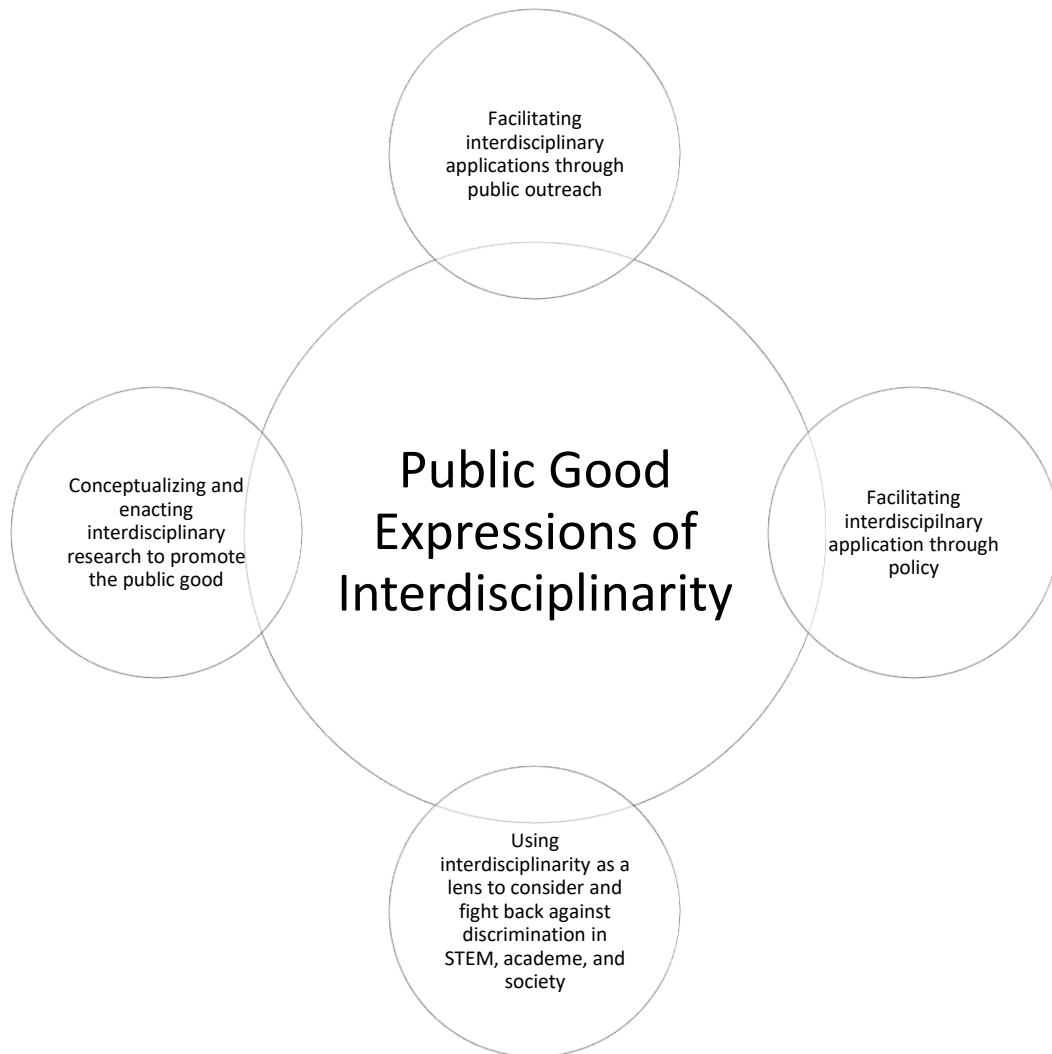 Facilitating
interdisciplinary
applications through
public outreach
Public Good
Expressions of
Interdisciplinarity
Conceptualizing and
enacting
interdisciplinary
research to promote
the public good
Facilitating
interdiscipilnary
application through
policy
Using
interdisciplinarity as a
lens to consider and
fight back against
discrimination in
STEM, academe, and
society